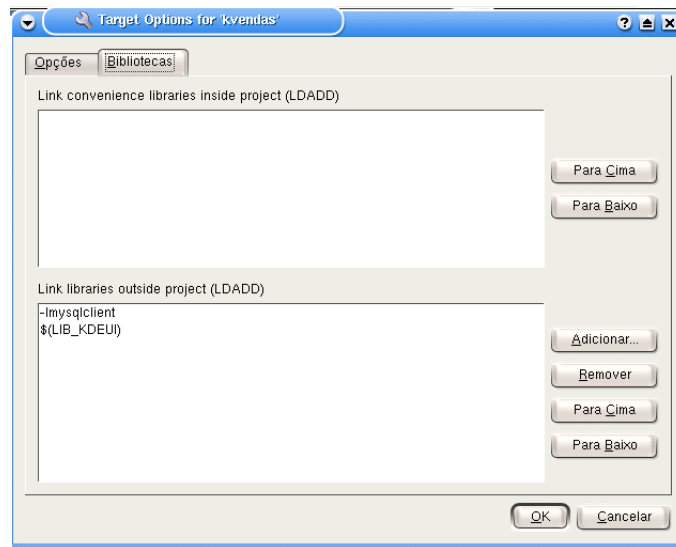 Target Options for 'kvendas'
Opções
Bibliotecas
Link convenience libraries inside project (LDADD)
Para Cima
Para Baixo
Link libraries outside project (LDADD)
-lmysqlclient
$(LIB_KDEUI)
Adicionar...
Remover
Para Cima
Para Baixo
OK
Cancelar